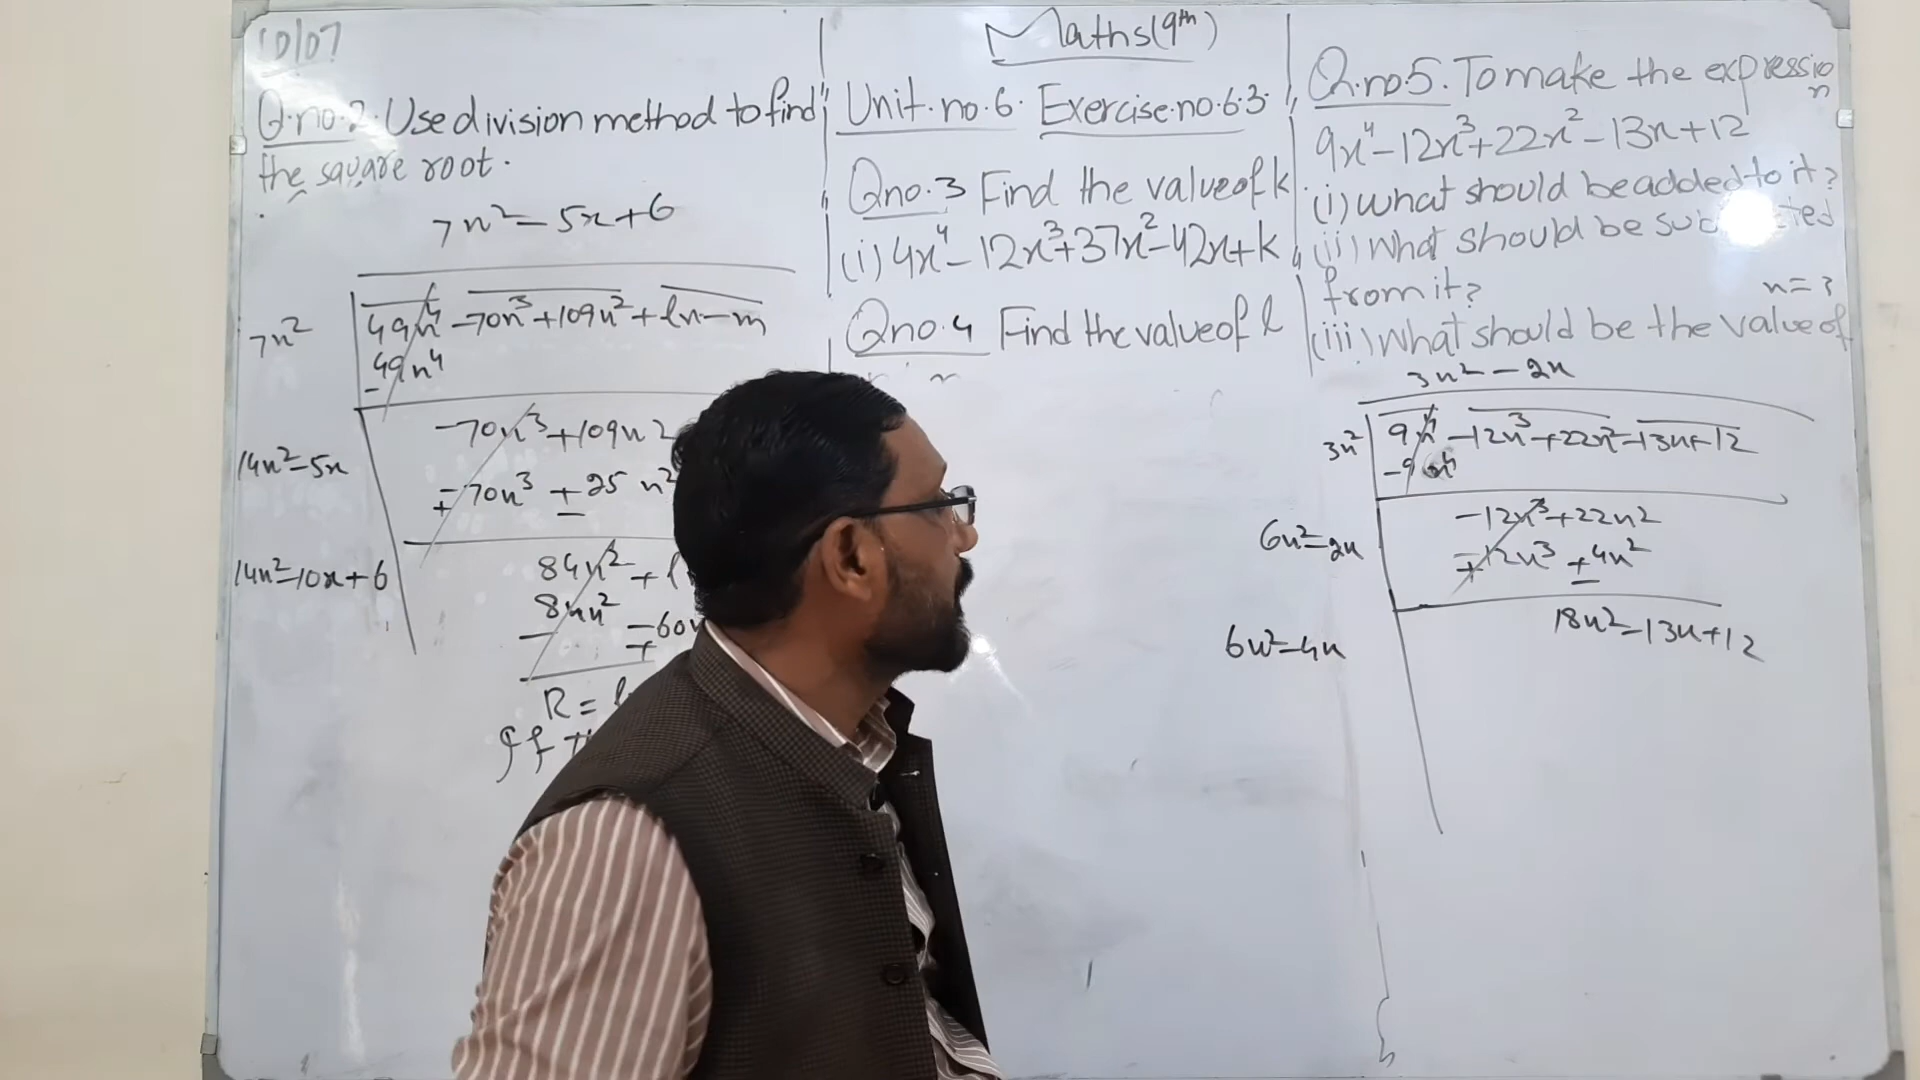 10/07
Q.no.2. Use division method to find
the square root.
7x² - 5x + 6
7x²
49x⁴ - 70x³ + 109x² + lx - m
- 49x⁴
14x² - 5x
-70x³ + 109x²
∓ 70x³ ± 25x²
14x² - 10x + 6
84x² + l
84x²
- ∓ 60x
R =
Maths (9th)
Unit.no.6. Exercise.no.6.3.
Qno.3 Find the value of k.
(i) 4x⁴ - 12x³ + 37x² - 42x + k
Qno.4 Find the value of l
Q.no.5. To make the expressio
n
9x⁴ - 12x³ + 22x² - 13x + 12
(i) What should be added to it?
(ii) What should be
from it?
x = ?
(iii) What should be the value of
3x² - 2x
3x²
9x⁴ - 12x³ + 22x² - 13x + 12
- 9x⁴
6x² - 2x
-12x³ + 22x²
∓ 12x³ ± 4x²
6x² - 4x
18x² - 13x + 12